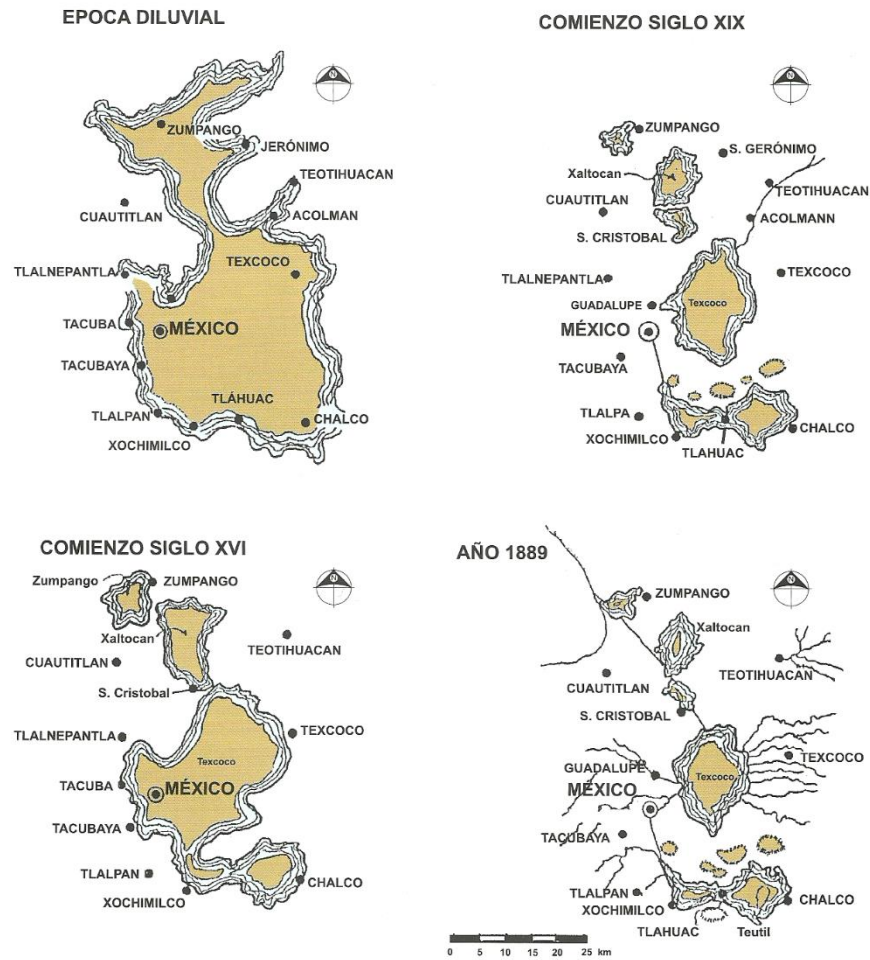 EPOCA DILUVIAL
N
ZUMPANGO
JERÓNIMO
TEOTIHUACAN
CUAUTITLAN
ACOLMAN
TLALNEPANTLA
TEXCOCO
TACUBA
MÉXICO
TACUBAYA
TLALPAN
TLÁHUAC
CHALCO
XOCHIMILCO
COMIENZO SIGLO XIX
N
ZUMPANGO
S. GERÓNIMO
Xaltocan
TEOTIHUACAN
CUAUTITLAN
ACOLMANN
S. CRISTOBAL
TLALNEPANTLA
TEXCOCO
GUADALUPE
Texcoco
MÉXICO
TACUBAYA
TLALPA
XOCHIMILCO
CHALCO
TLAHUAC
COMIENZO SIGLO XVI
N
Zumpango
ZUMPANGO
Xaltocan
TEOTIHUACAN
CUAUTITLAN
S. Cristobal
TLALNEPANTLA
TEXCOCO
Texcoco
TACUBA
MÉXICO
TACUBAYA
TLALPAN
CHALCO
XOCHIMILCO
AÑO 1889
N
ZUMPANGO
Xaltocan
TEOTIHUACAN
CUAUTITLAN
S. CRISTOBAL
TEXCOCO
GUADALUPE
Texcoco
MÉXICO
TACUBAYA
TLALPAN
CHALCO
XOCHIMILCO
TLAHUAC
Teutil
0 5 10 15 20 25 km